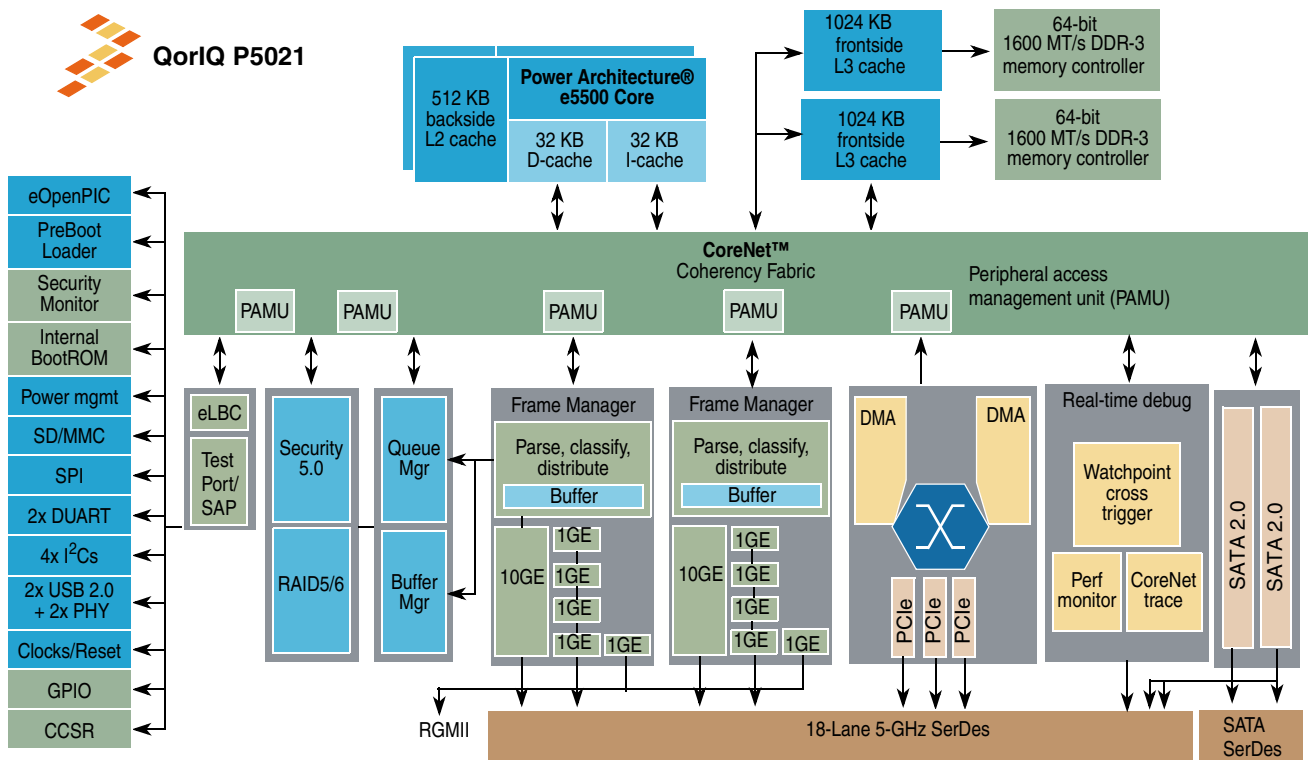 QorIQ P5021
512 KB
backside
L2 cache
Power Architecture®
e5500 Core
32 KB
D-cache
32 KB
I-cache
1024 KB
frontside
L3 cache
64-bit
1600 MT/s DDR-3
memory controller
1024 KB
frontside
L3 cache
64-bit
1600 MT/s DDR-3
memory controller
eOpenPIC
PreBoot
Loader
Security
Monitor
Internal
BootROM
Power mgmt
SD/MMC
SPI
2x DUART
4x I²Cs
2x USB 2.0
+ 2x PHY
Clocks/Reset
GPIO
CCSR
CoreNet™
Coherency Fabric
Peripheral access
management unit (PAMU)
PAMU
PAMU
PAMU
PAMU
PAMU
eLBC
Test
Port/
SAP
Security
5.0
RAID5/6
Queue
Mgr
Buffer
Mgr
Frame Manager
Parse, classify,
distribute
Buffer
10GE
1GE
1GE
1GE
1GE
1GE
Frame Manager
Parse, classify,
distribute
Buffer
10GE
1GE
1GE
1GE
1GE
1GE
DMA
DMA
PCIe
PCIe
PCIe
Real-time debug
Watchpoint
cross
trigger
Perf
monitor
CoreNet
trace
SATA 2.0
SATA 2.0
RGMII
18-Lane 5-GHz SerDes
SATA
SerDes